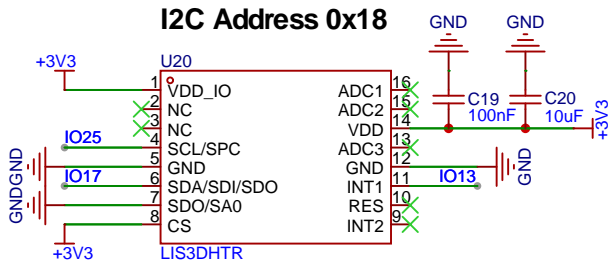 I2C Address 0x18
GND
GND
+3V3
U20
C19
100nF
C20
10uF
+3V3
1 VDD_IO
2 NC
3 NC
IO25
4 SCL/SPC
GND
5 GND
IO17
6 SDA/SDI/SDO
GND
7 SDO/SA0
8 CS
+3V3
LIS3DHTR
ADC1 16
ADC2 15
VDD 14
ADC3 13
GND 12
GND
INT1 11
IO13
RES 10
INT2 9